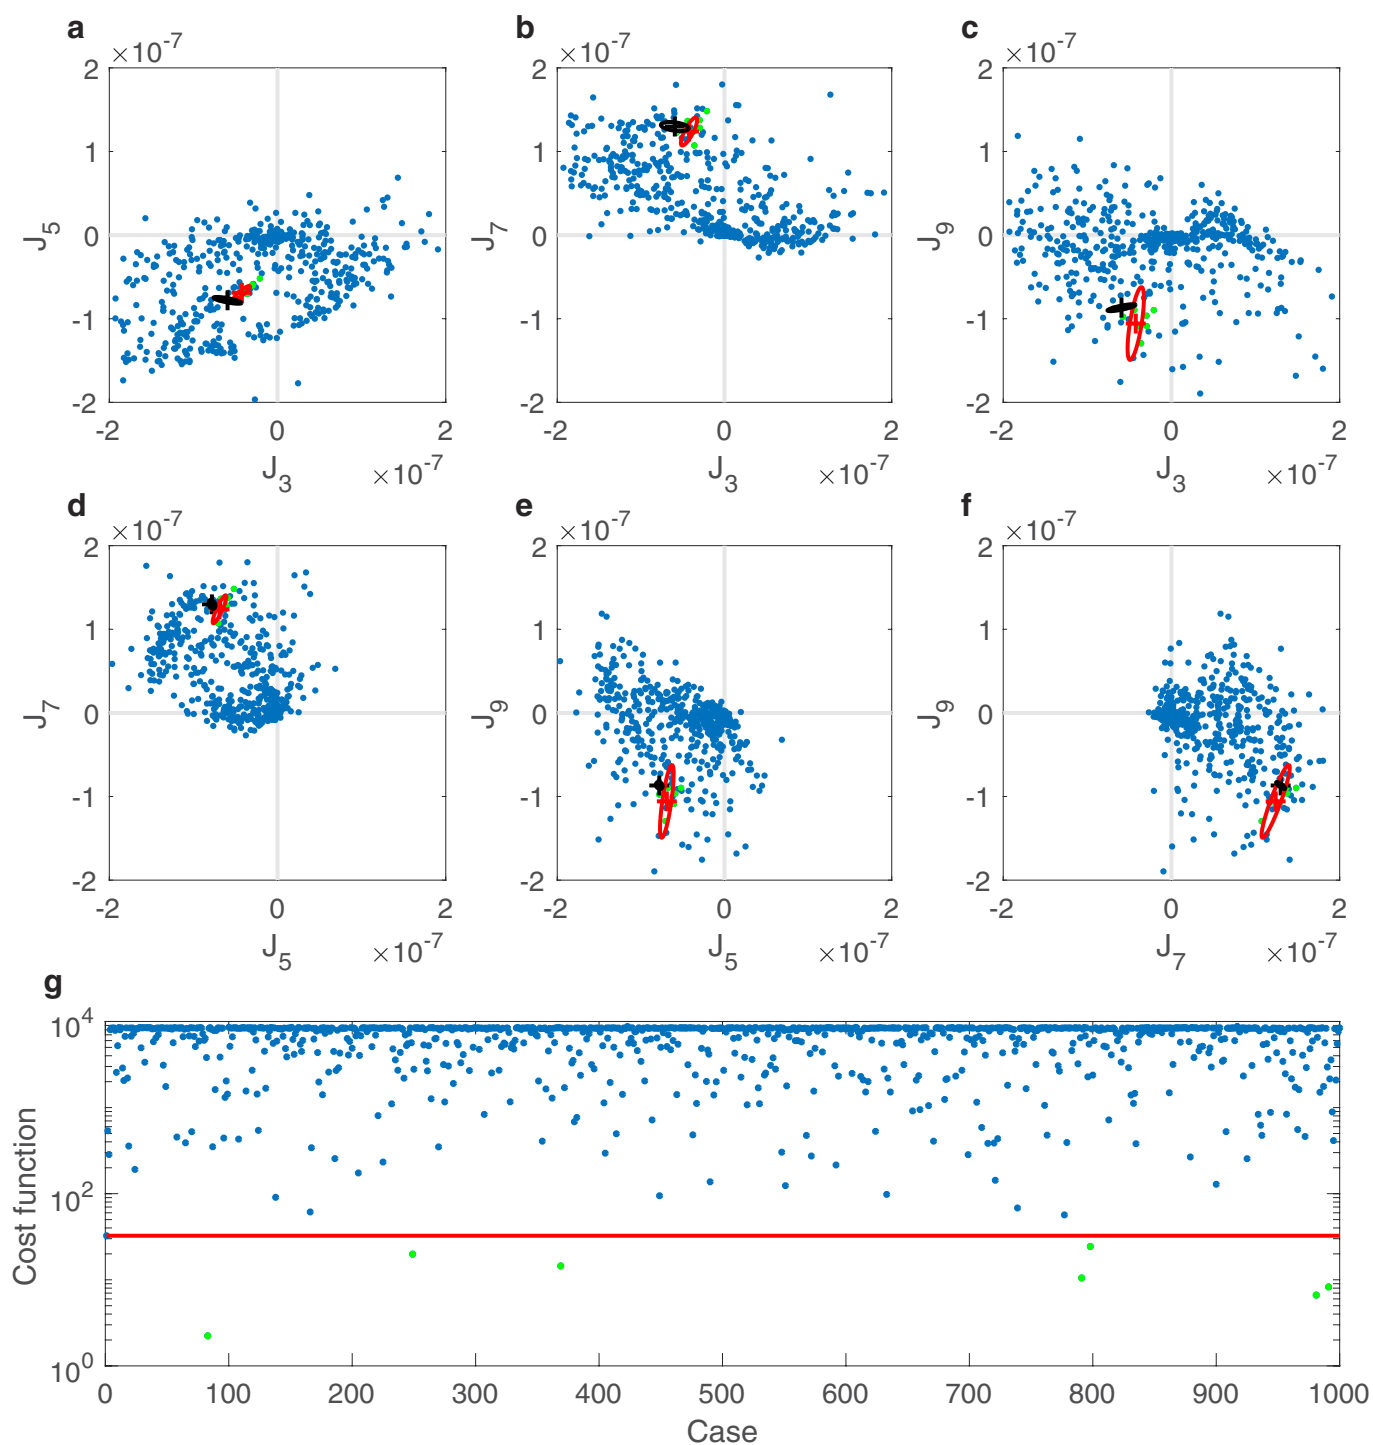 a
×10⁻⁷
2
1
0
-1
-2
J₅
-2 0 2
J₃ ×10⁻⁷
b
×10⁻⁷
2
1
0
-1
-2
J₇
-2 0 2
J₃ ×10⁻⁷
c
×10⁻⁷
2
1
0
-1
-2
J₉
-2 0 2
J₃ ×10⁻⁷
d
×10⁻⁷
2
1
0
-1
-2
J₇
-2 0 2
J₅ ×10⁻⁷
e
×10⁻⁷
2
1
0
-1
-2
J₉
-2 0 2
J₅ ×10⁻⁷
f
×10⁻⁷
2
1
0
-1
-2
J₉
-2 0 2
J₇ ×10⁻⁷
g
10⁴
10²
10⁰
Cost function
0 100 200 300 400 500 600 700 800 900 1000
Case